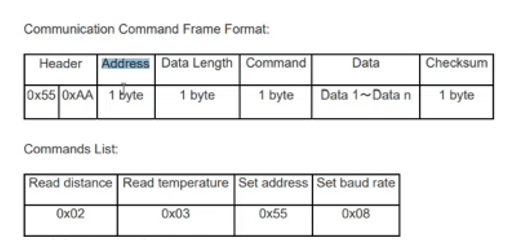 Communication Command Frame Format:
Header Address Data Length Command Data Checksum
0x55 0xAA 1 byte 1 byte 1 byte Data 1~Data n 1 byte
Commands List:
Read distance Read temperature Set address Set baud rate
0x02 0x03 0x55 0x08